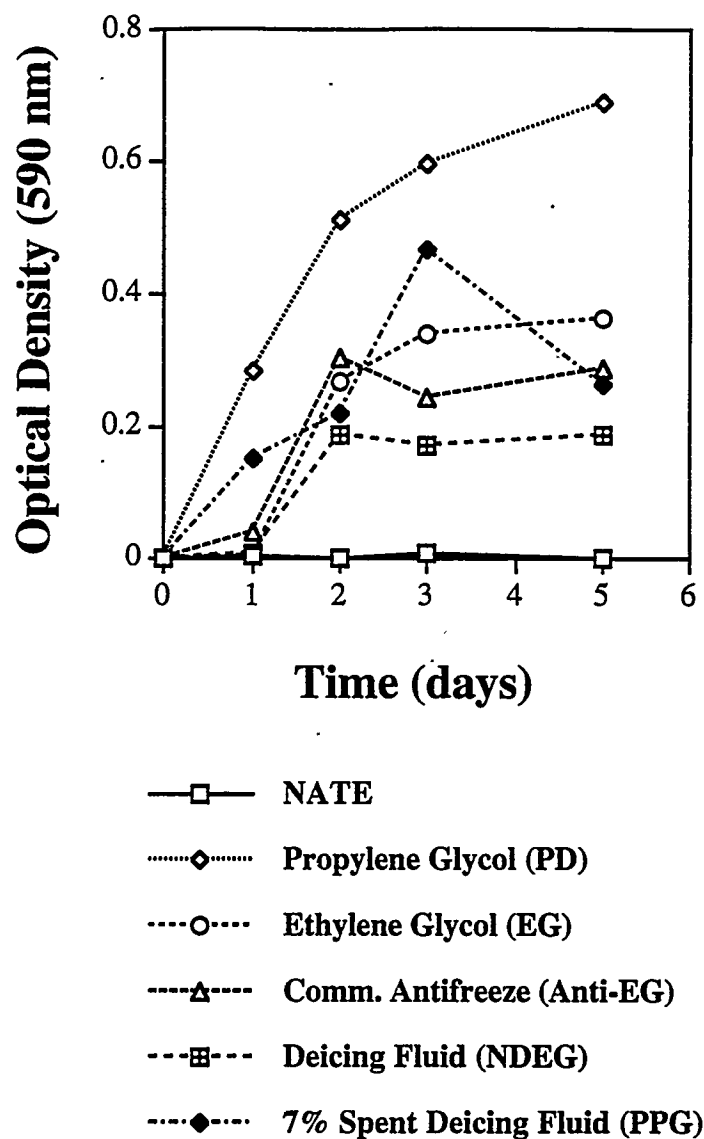 Optical Density (590 nm)
0.8
0.6
0.4
0.2
0
0 1 2 3 4 5 6
Time (days)
NATE
Propylene Glycol (PD)
Ethylene Glycol (EG)
Comm. Antifreeze (Anti-EG)
Deicing Fluid (NDEG)
7% Spent Deicing Fluid (PPG)